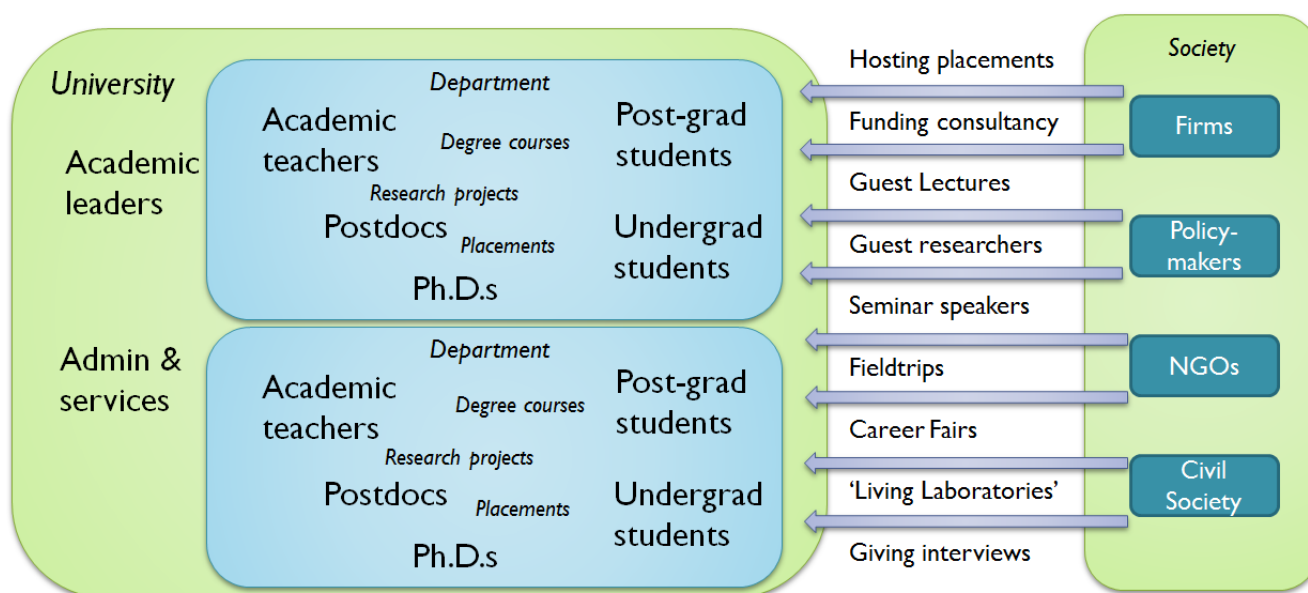 University
Academic
leaders
Admin &
services
Department
Academic
teachers
Degree courses
Post-grad
students
Research projects
Postdocs
Placements
Undergrad
students
Ph.D.s
Department
Academic
teachers
Degree courses
Post-grad
students
Research projects
Postdocs
Placements
Undergrad
students
Ph.D.s
Hosting placements
Funding consultancy
Guest Lectures
Guest researchers
Seminar speakers
Fieldtrips
Career Fairs
‘Living Laboratories’
Giving interviews
Society
Firms
Policy-
makers
NGOs
Civil
Society